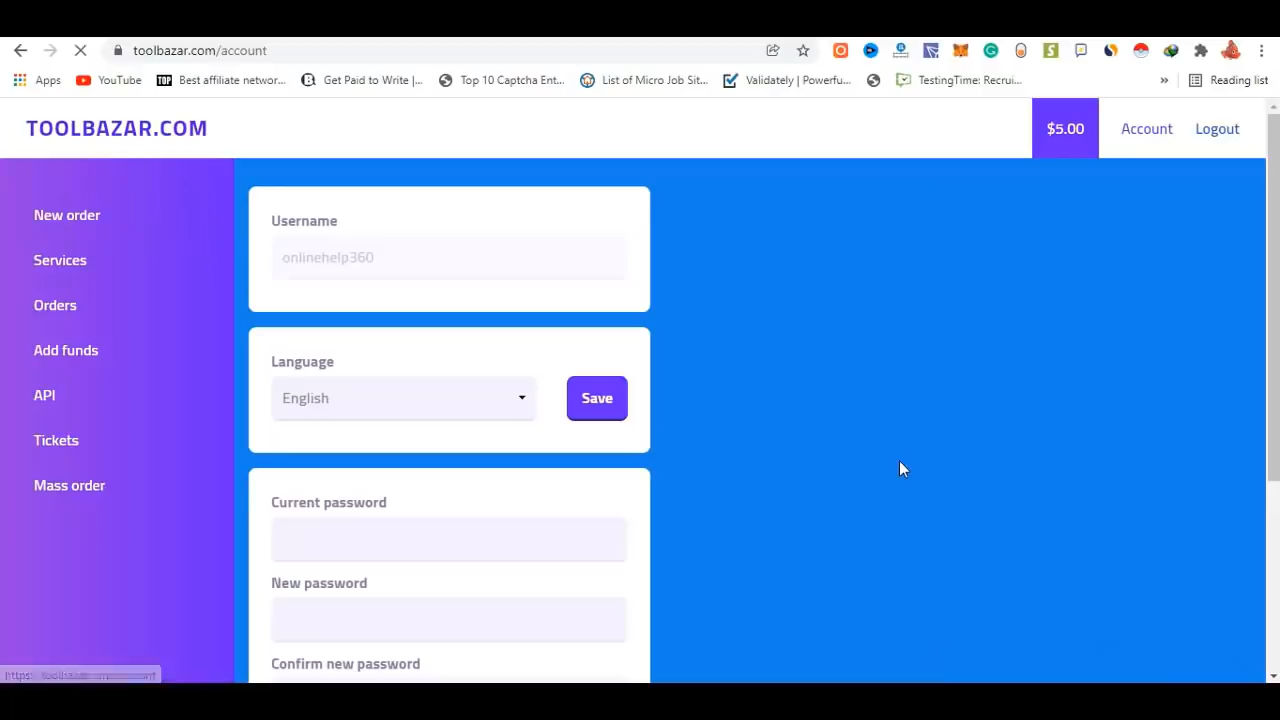 toolbazar.com/account
Apps
YouTube
Best affiliate networ...
Get Paid to Write |...
Top 10 Captcha Ent...
List of Micro Job Sit...
Validately | Powerfu...
TestingTime: Recrui...
»
Reading list
TOOLBAZAR.COM
$5.00
Account
Logout
New order
Services
Orders
Add funds
API
Tickets
Mass order
Username
onlinehelp360
Language
English
Save
Current password
New password
Confirm new password